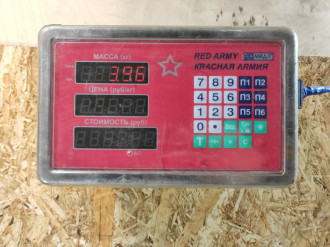 МАССА (кг)
3.96
ЦЕНА (руб/кг)
СТОИМОСТЬ (руб)
RED ARMY
КРАСНАЯ АRMИЯ
7 8 9 П1 П2
4 5 6 П3 П4
1 2 3 П5 П6
0 •
T
C